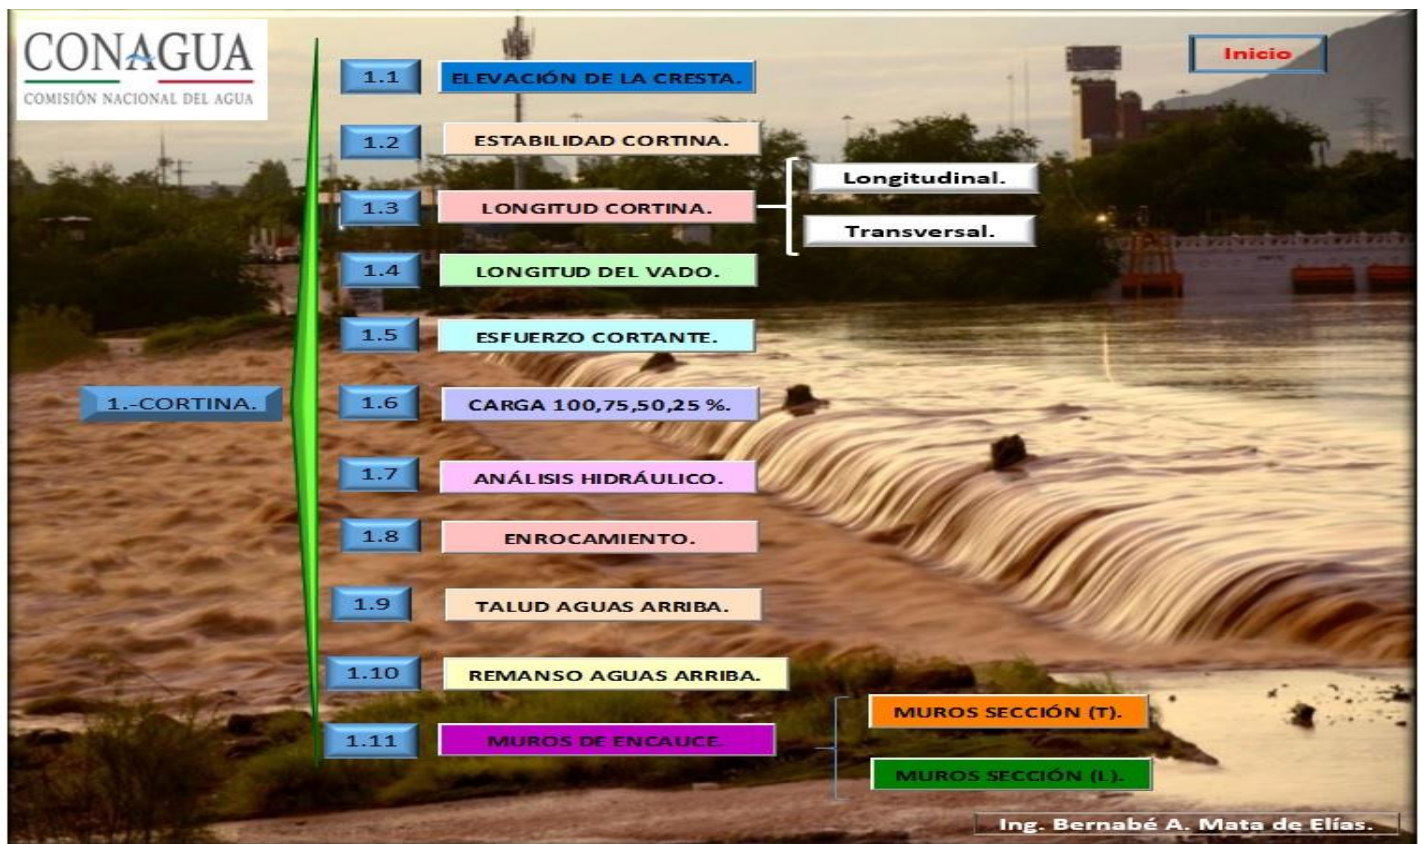 CONAGUA
COMISIÓN NACIONAL DEL AGUA
Inicio
1.-CORTINA.
1.1 ELEVACIÓN DE LA CRESTA.
1.2 ESTABILIDAD CORTINA.
1.3 LONGITUD CORTINA.
Longitudinal.
Transversal.
1.4 LONGITUD DEL VADO.
1.5 ESFUERZO CORTANTE.
1.6 CARGA 100,75,50,25 %.
1.7 ANÁLISIS HIDRÁULICO.
1.8 ENROCAMIENTO.
1.9 TALUD AGUAS ARRIBA.
1.10 REMANSO AGUAS ARRIBA.
1.11 MUROS DE ENCAUCE.
MUROS SECCIÓN (T).
MUROS SECCIÓN (L).
Ing. Bernabé A. Mata de Elías.